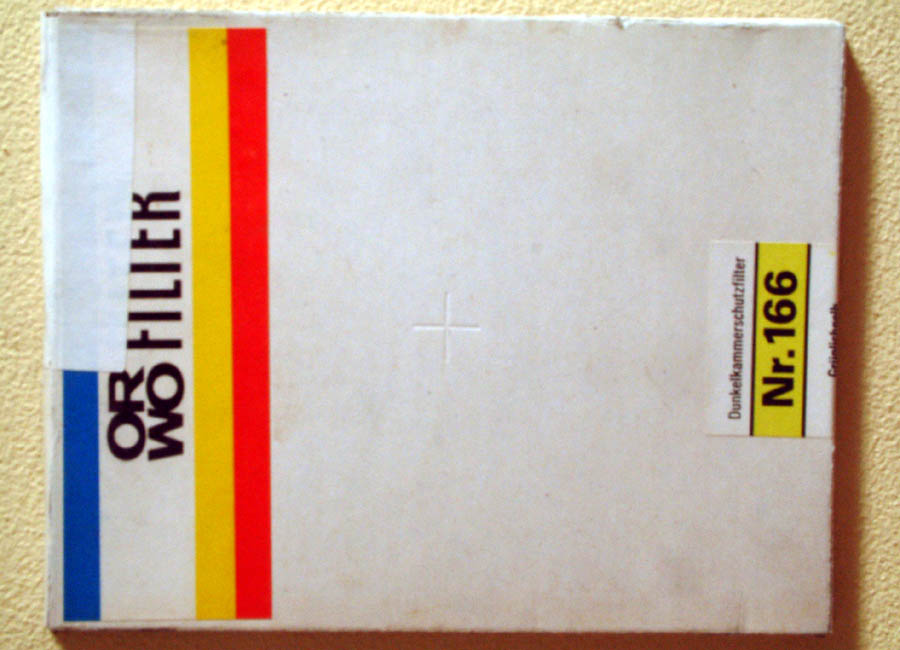 OR
WO FILTER
Dunkelkammerschutzfilter
Nr. 166